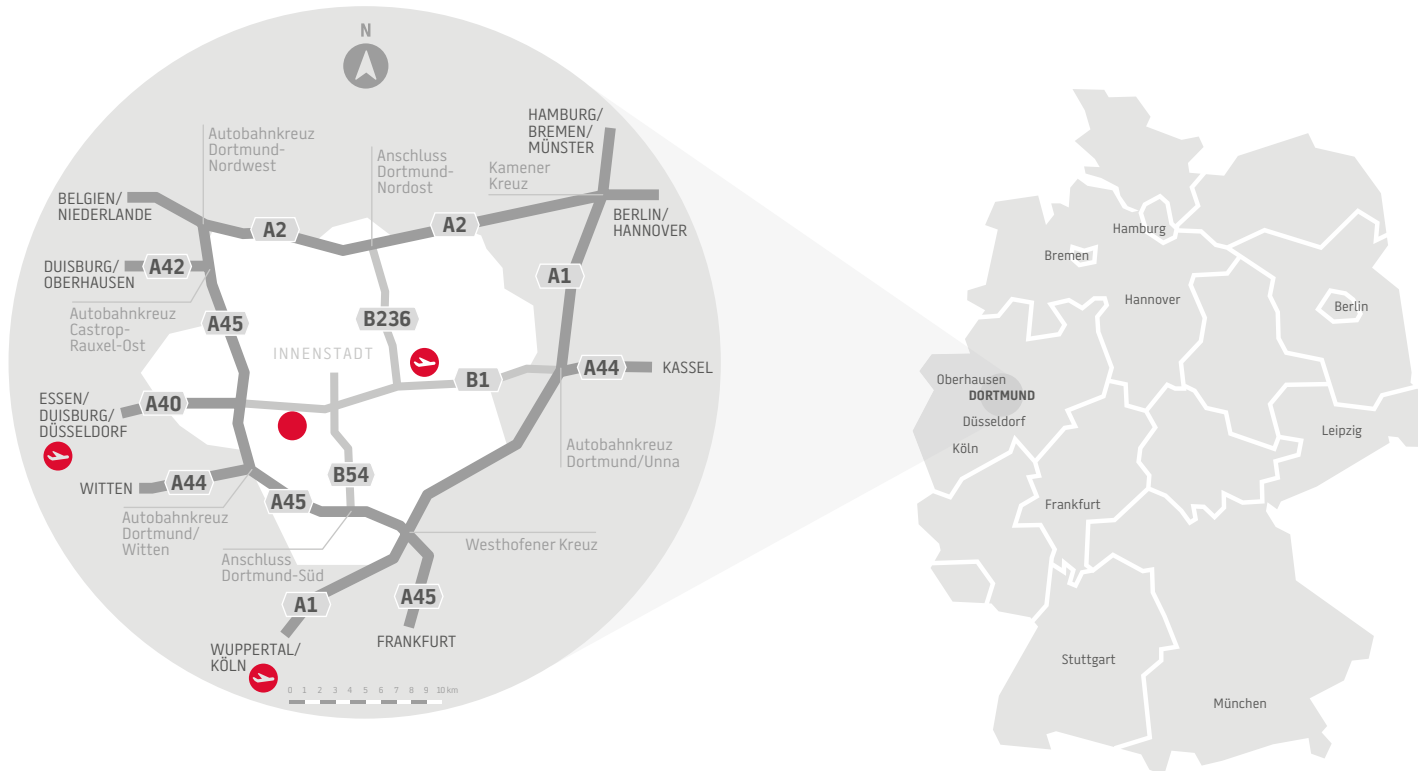 N
HAMBURG/
BREMEN/
MÜNSTER
Autobahnkreuz
Dortmund-
Nordwest
Anschluss
Dortmund-
Nordost
Kamener
Kreuz
BELGIEN/
NIEDERLANDE
BERLIN/
HANNOVER
A2
A2
DUISBURG/
OBERHAUSEN
A42
A1
Autobahnkreuz
Castrop-
Rauxel-Ost
A45
B236
INNENSTADT
B1
A44
KASSEL
ESSEN/
DUISBURG/
DÜSSELDORF
A40
Autobahnkreuz
Dortmund/Unna
WITTEN
A44
A45
B54
Autobahnkreuz
Dortmund/
Witten
Anschluss
Dortmund-Süd
Westhofener Kreuz
A1
A45
WUPPERTAL/
KÖLN
FRANKFURT
0 1 2 3 4 5 6 7 8 9 10 km
Hamburg
Bremen
Hannover
Berlin
Oberhausen
DORTMUND
Düsseldorf
Köln
Leipzig
Frankfurt
Stuttgart
München